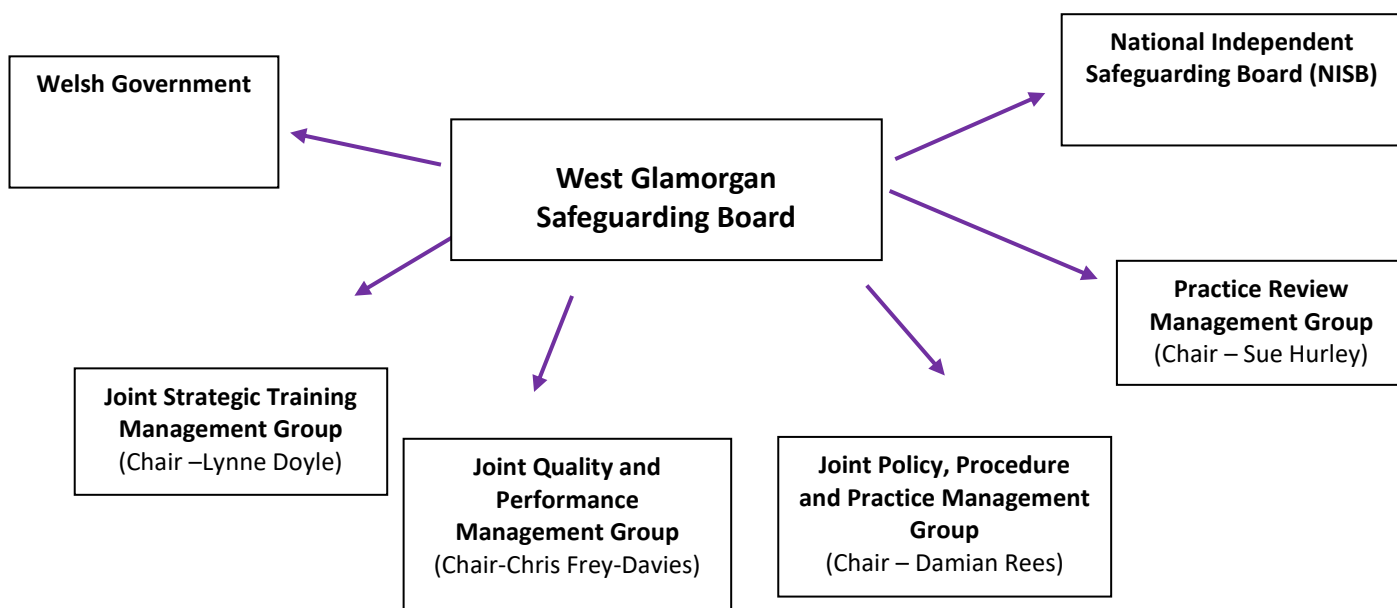 Welsh Government
National Independent
Safeguarding Board (NISB)
West Glamorgan
Safeguarding Board
Practice Review
Management Group
(Chair – Sue Hurley)
Joint Strategic Training
Management Group
(Chair –Lynne Doyle)
Joint Quality and
Performance
Management Group
(Chair-Chris Frey-Davies)
Joint Policy, Procedure
and Practice Management
Group
(Chair – Damian Rees)